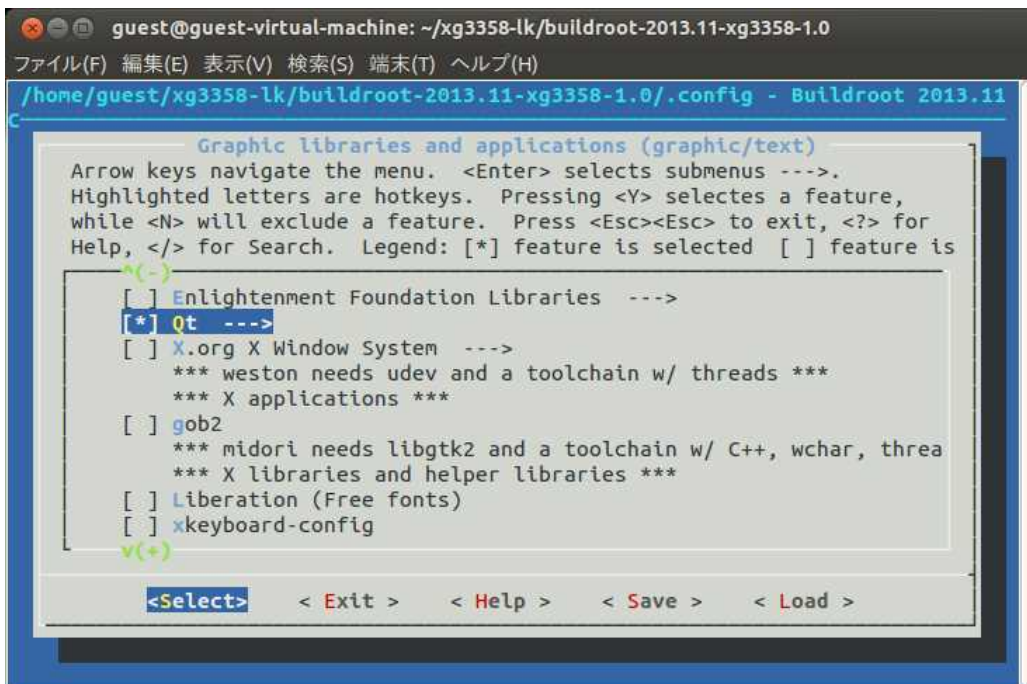 guest@guest-virtual-machine: ~/xg3358-lk/buildroot-2013.11-xg3358-1.0
ファイル(F) 編集(E) 表示(V) 検索(S) 端末(T) ヘルプ(H)
/home/guest/xg3358-lk/buildroot-2013.11-xg3358-1.0/.config - Buildroot 2013.11
C
Graphic libraries and applications (graphic/text)
Arrow keys navigate the menu.  <Enter> selects submenus --->.
Highlighted letters are hotkeys.  Pressing <Y> selectes a feature,
while <N> will exclude a feature.  Press <Esc><Esc> to exit, <?> for
Help, </> for Search.  Legend: [*] feature is selected  [ ] feature is
^(-)
[ ] Enlightenment Foundation Libraries  --->
[*] Qt  --->
[ ] X.org X Window System  --->
*** weston needs udev and a toolchain w/ threads ***
*** X applications ***
[ ] gob2
*** midori needs libgtk2 and a toolchain w/ C++, wchar, threa
*** X libraries and helper libraries ***
[ ] Liberation (Free fonts)
[ ] xkeyboard-config
v(+)
<Select>    < Exit >    < Help >    < Save >    < Load >